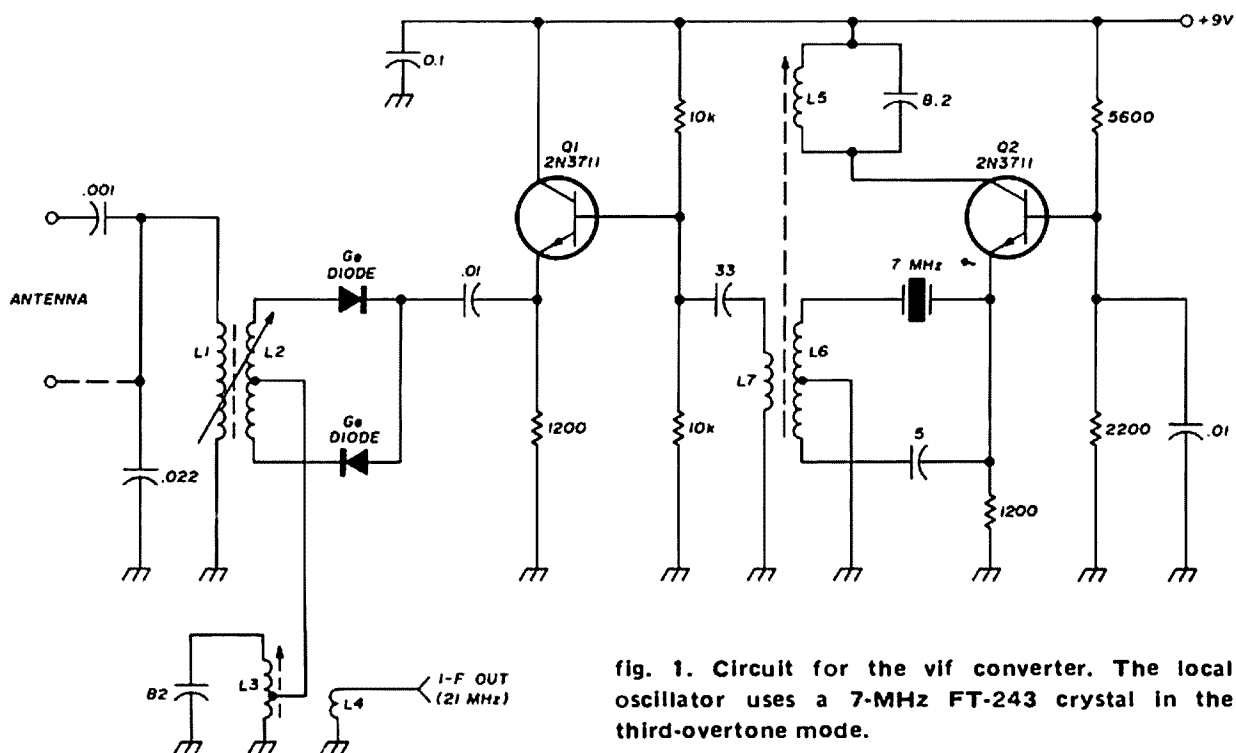 +9V
0.1
L5
8.2
10k
5600
Q1
2N3711
Q2
2N3711
.001
ANTENNA
Ge
DIODE
.01
33
7 MHz
L1
L2
L6
L7
Ge
DIODE
1200
10k
5
2200
.01
.022
1200
82
L3
L4
I-F OUT
(21 MHz)
fig. 1. Circuit for the vif converter. The local
oscillator uses a 7-MHz FT-243 crystal in the
third-overtone mode.